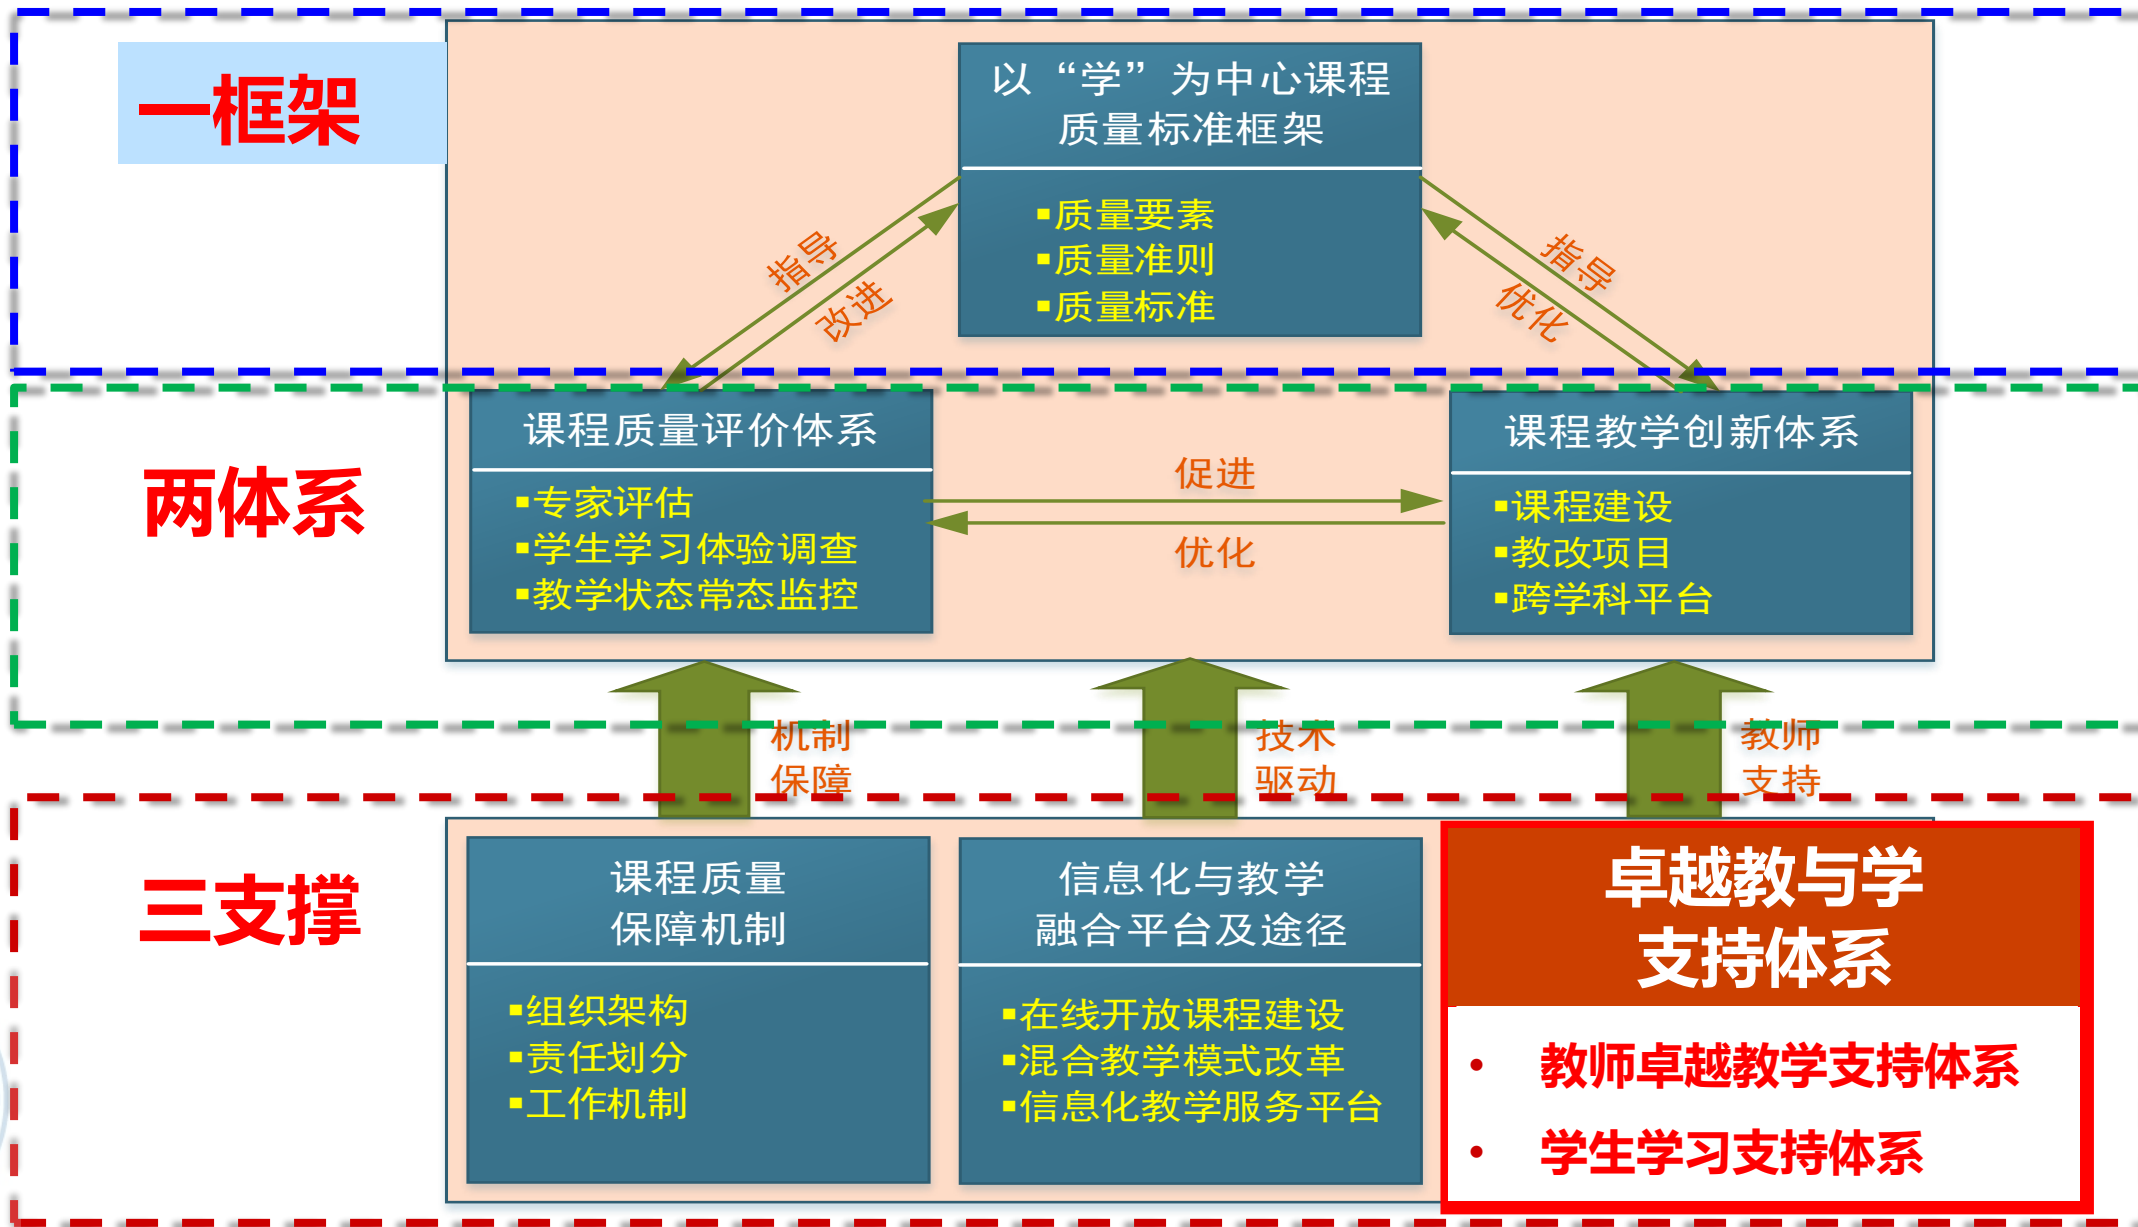 一框架
以“学”为中心课程
质量标准框架
▪质量要素
▪质量准则
▪质量标准
指导
改进
指导
优化
两体系
课程质量评价体系
▪专家评估
▪学生学习体验调查
▪教学状态常态监控
促进
优化
课程教学创新体系
▪课程建设
▪教改项目
▪跨学科平台
机制
保障
技术
驱动
教师
支持
三支撑
课程质量
保障机制
▪组织架构
▪责任划分
▪工作机制
信息化与教学
融合平台及途径
▪在线开放课程建设
▪混合教学模式改革
▪信息化教学服务平台
卓越教与学
支持体系
• 教师卓越教学支持体系
• 学生学习支持体系